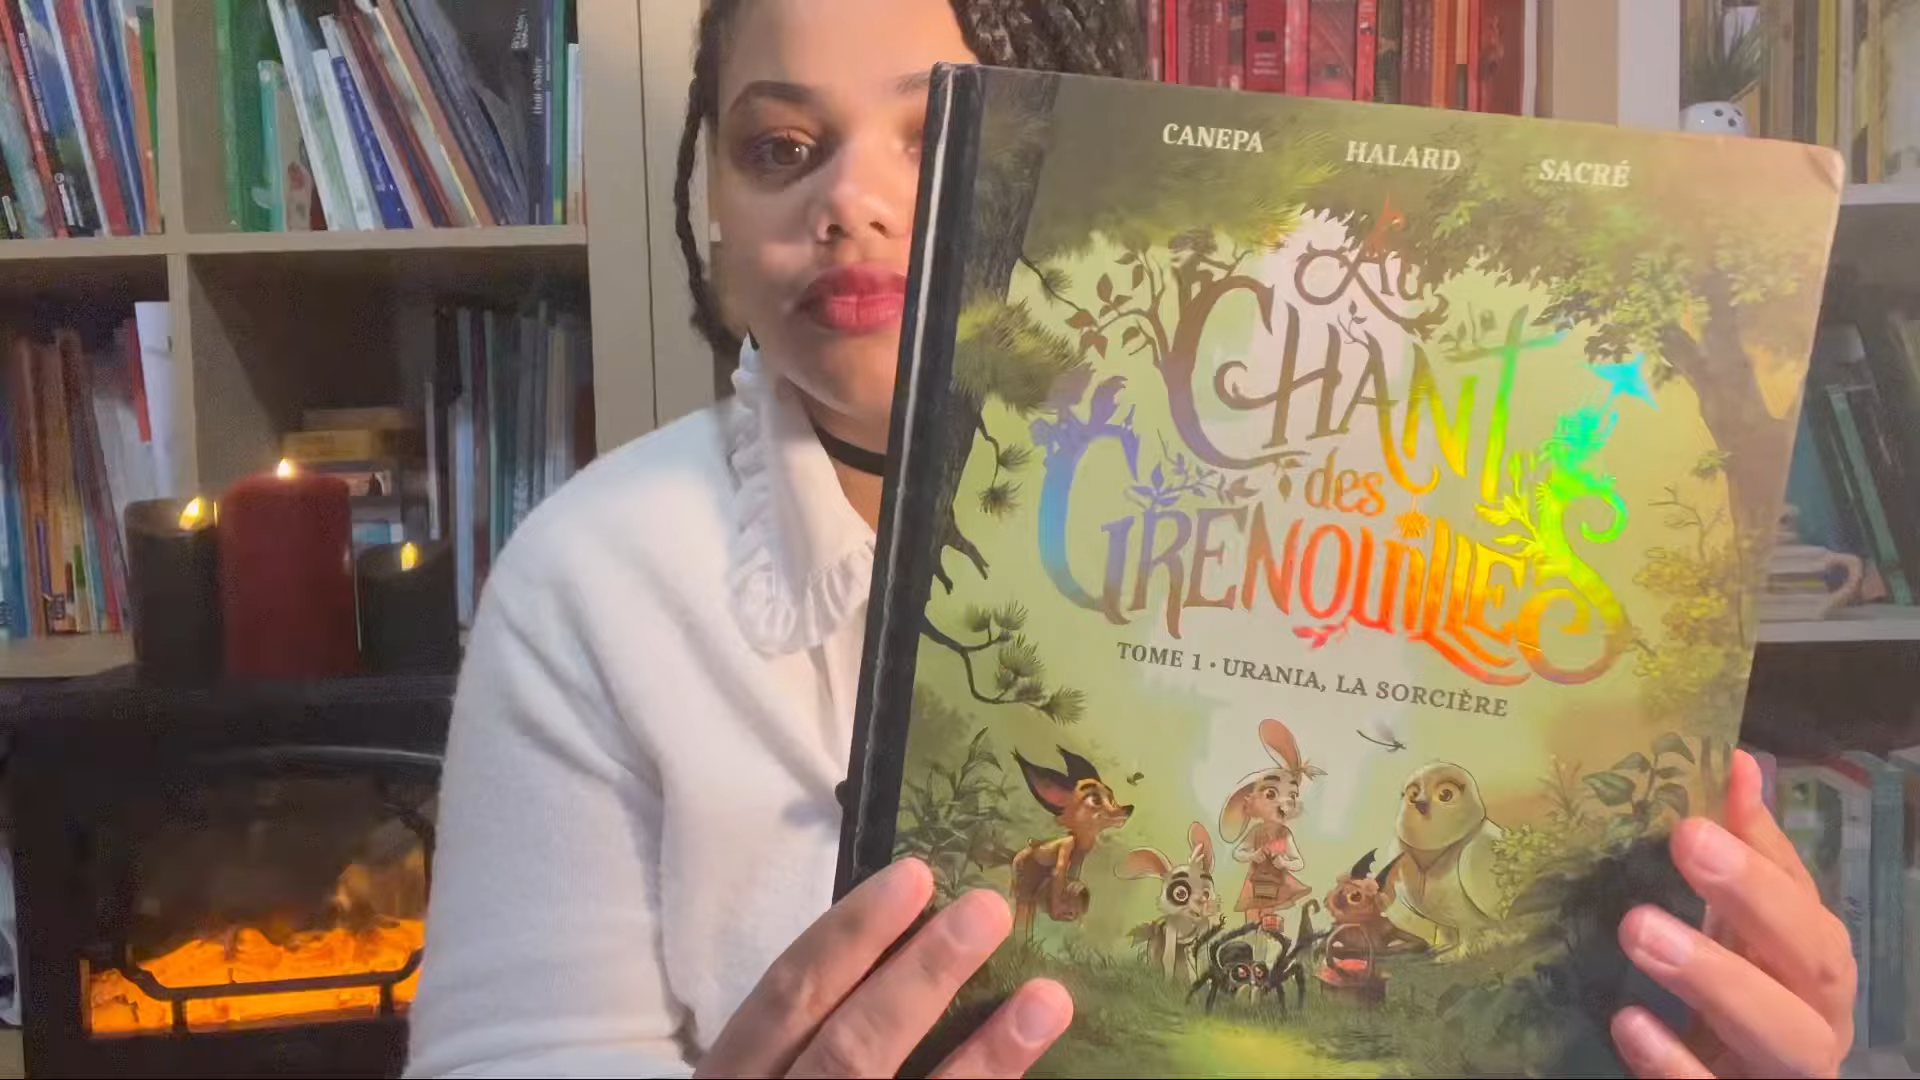 CANEPA HALARD SACRÉ
Au
CHANT
des
GRENOUILLES
TOME 1 • URANIA, LA SORCIÈRE